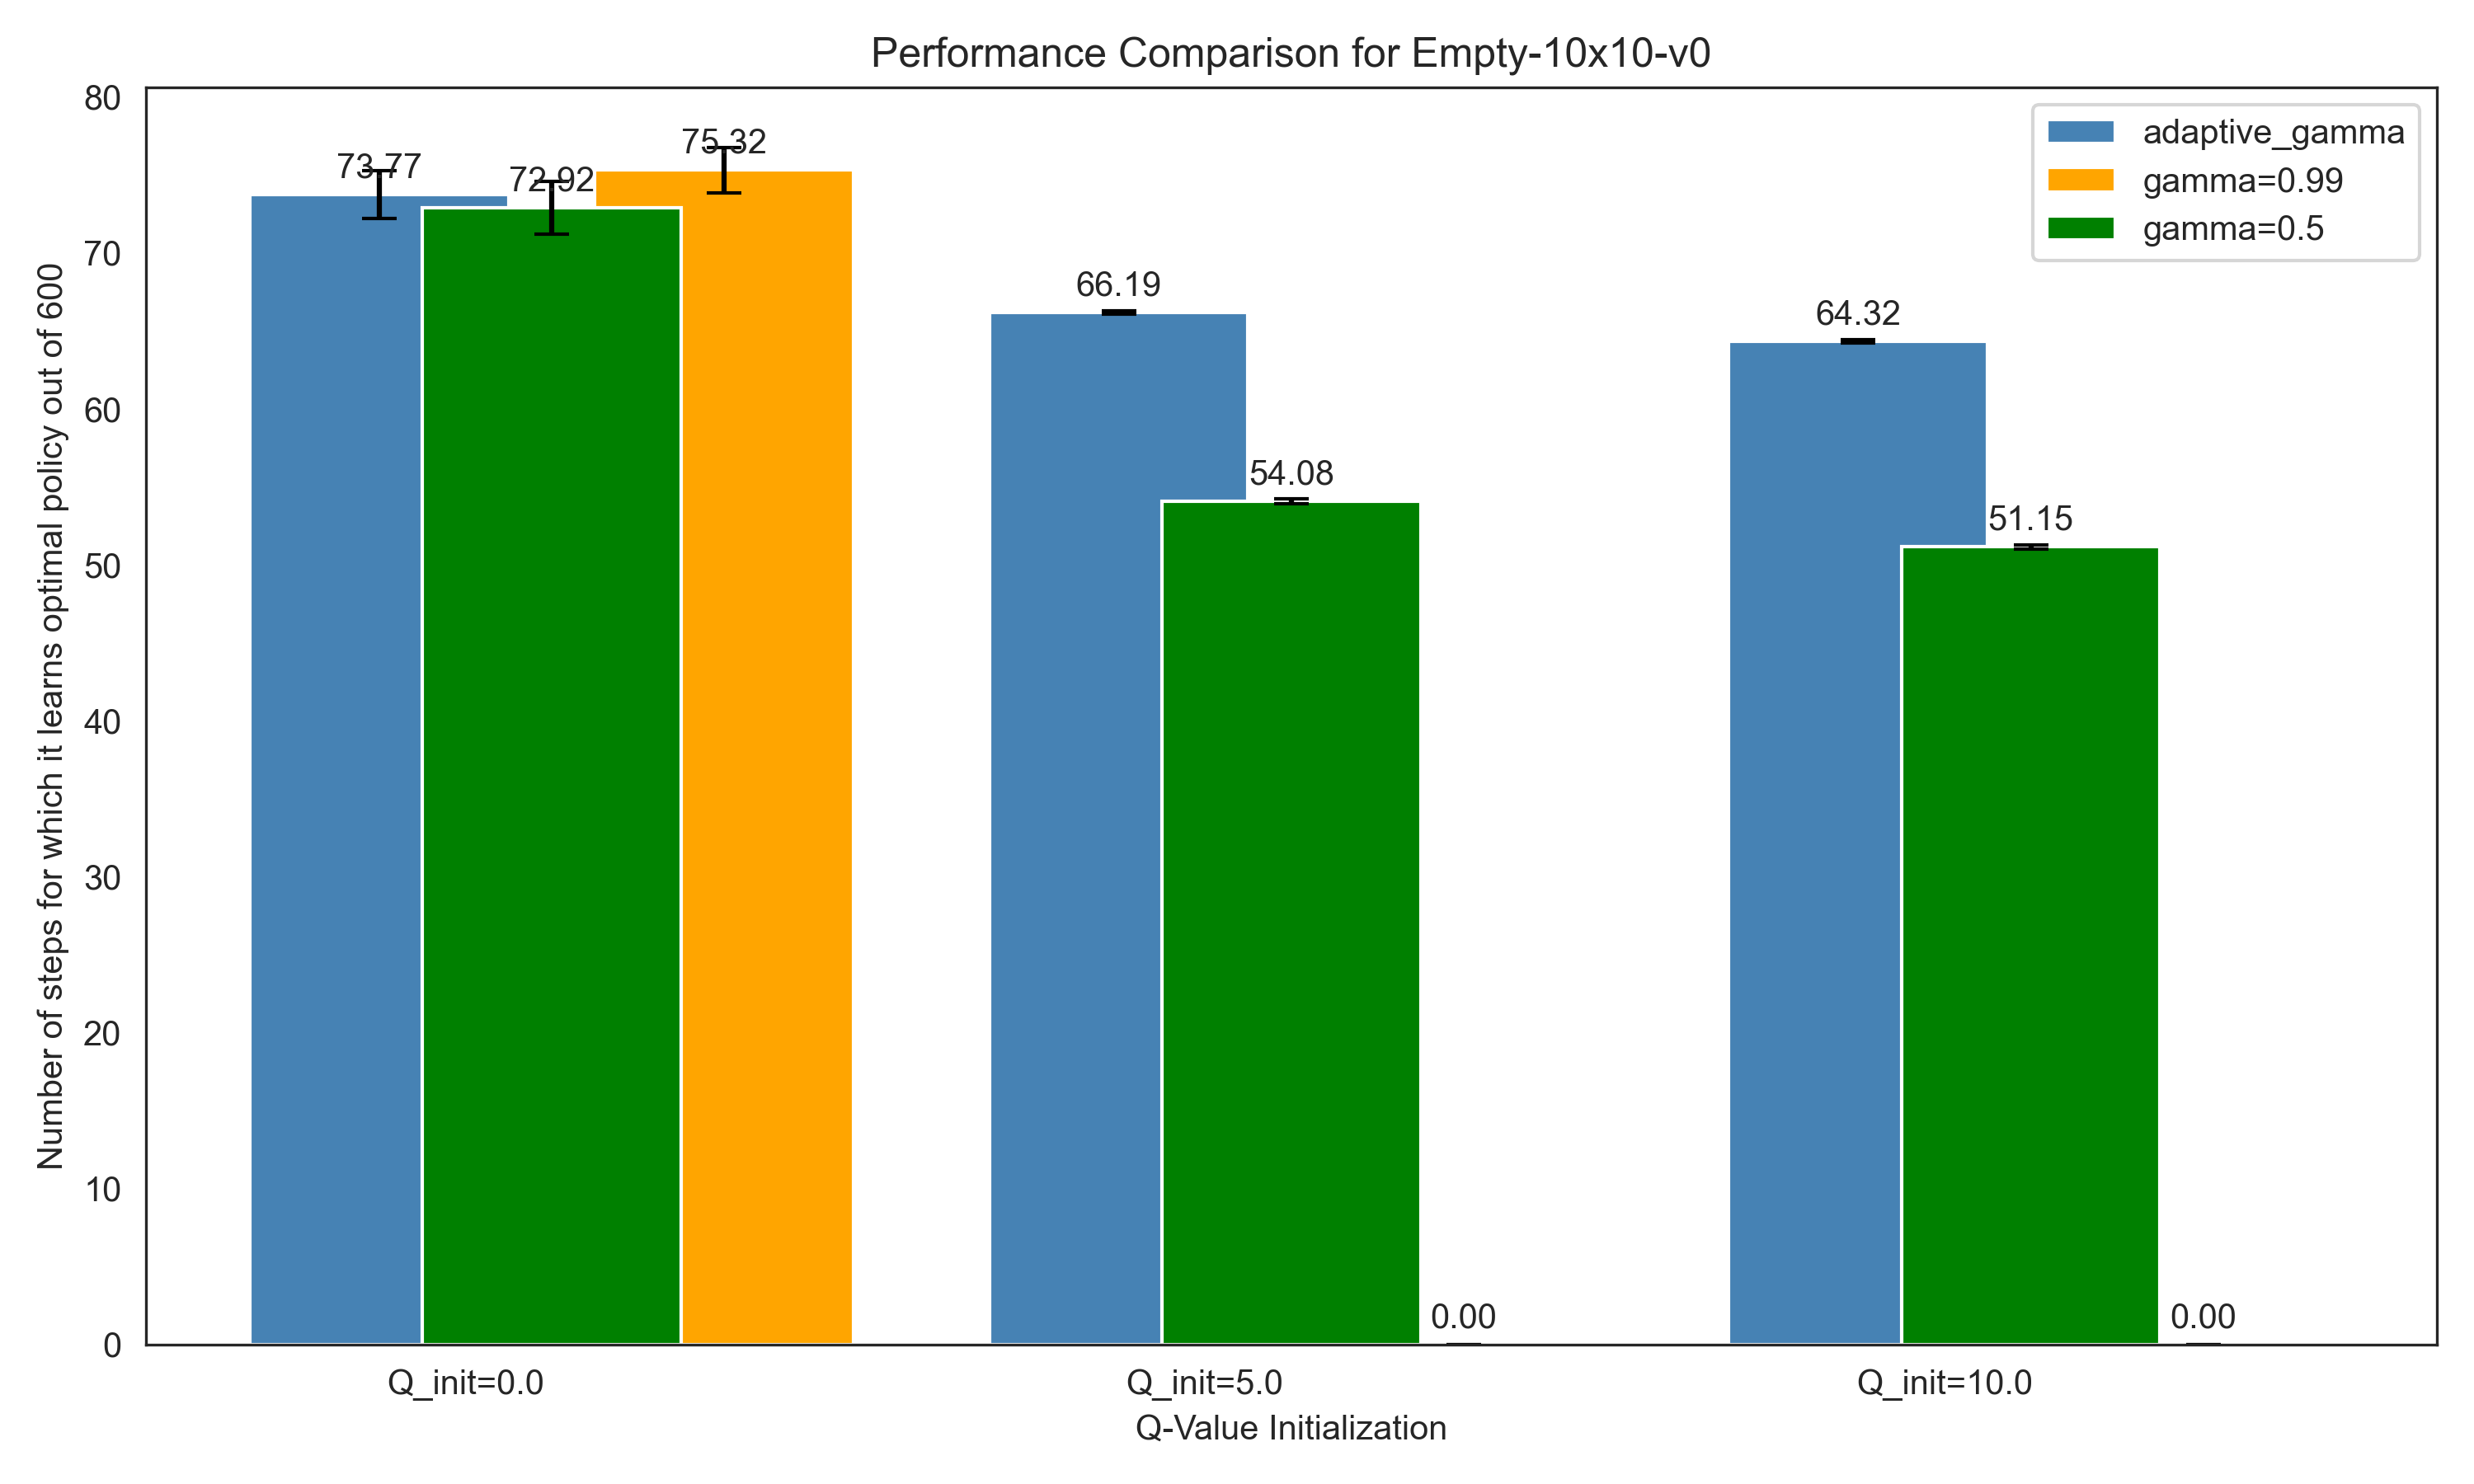 Performance Comparison for Empty-10x10-v0
Number of steps for which it learns optimal policy out of 600
80
70
60
50
40
30
20
10
0
73.77
72.92
75.32
66.19
54.08
0.00
64.32
51.15
0.00
adaptive_gamma
gamma=0.99
gamma=0.5
Q_init=0.0
Q_init=5.0
Q_init=10.0
Q-Value Initialization